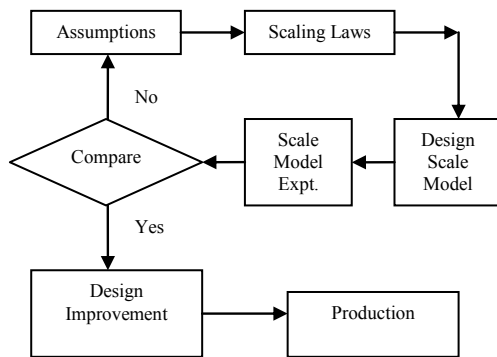 Assumptions
Scaling Laws
No
Compare
Scale
Model
Expt.
Design
Scale
Model
Yes
Design
Improvement
Production